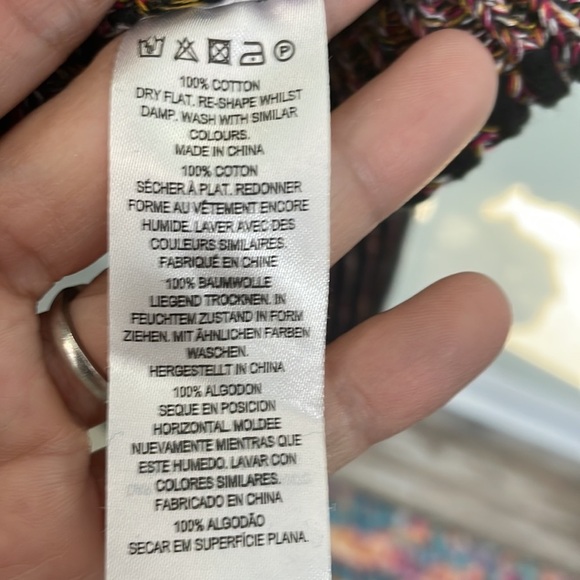 P
100% COTTON
DRY FLAT. RE-SHAPE WHILST
DAMP. WASH WITH SIMILAR
COLOURS.
MADE IN CHINA
100% COTON
SÉCHER À PLAT. REDONNER
FORME AU VÊTEMENT ENCORE
HUMIDE. LAVER AVEC DES
COULEURS SIMILAIRES.
FABRIQUÉ EN CHINE
100% BAUMWOLLE
LIEGEND TROCKNEN. IN
FEUCHTEM ZUSTAND IN FORM
ZIEHEN. MIT ÄHNLICHEN FARBEN
WASCHEN.
HERGESTELLT IN CHINA
100% ALGODON
SEQUE EN POSICION
HORIZONTAL. MOLDEE
NUEVAMENTE MIENTRAS QUE
ESTE HUMEDO. LAVAR CON
COLORES SIMILARES.
FABRICADO EN CHINA
100% ALGODÃO
SECAR EM SUPERFÍCIE PLANA.